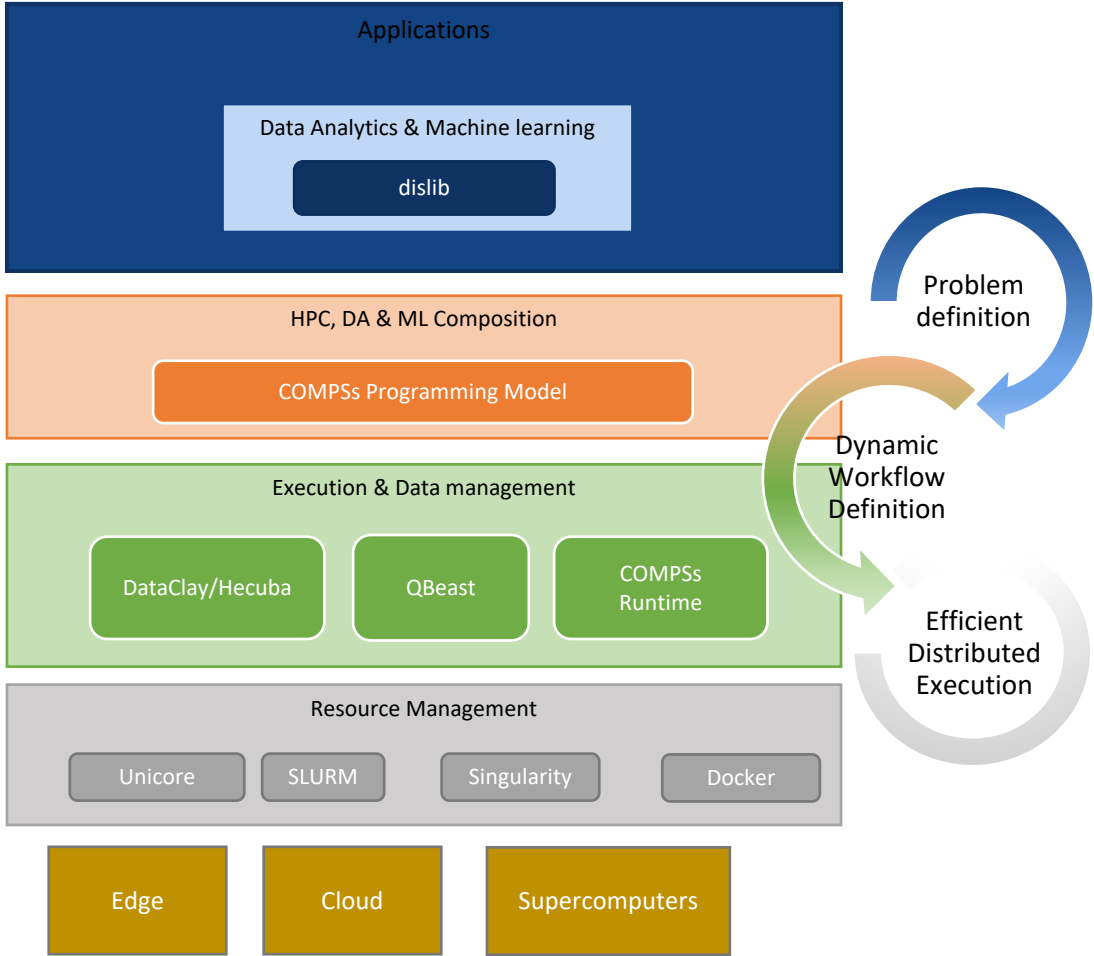 Applications
Data Analytics & Machine learning
dislib
HPC, DA & ML Composition
COMPSs Programming Model
Execution & Data management
DataClay/Hecuba
QBeast
COMPSs
Runtime
Resource Management
Unicore
SLURM
Singularity
Docker
Edge
Cloud
Supercomputers
Problem
definition
Dynamic
Workflow
Definition
Efficient
Distributed
Execution